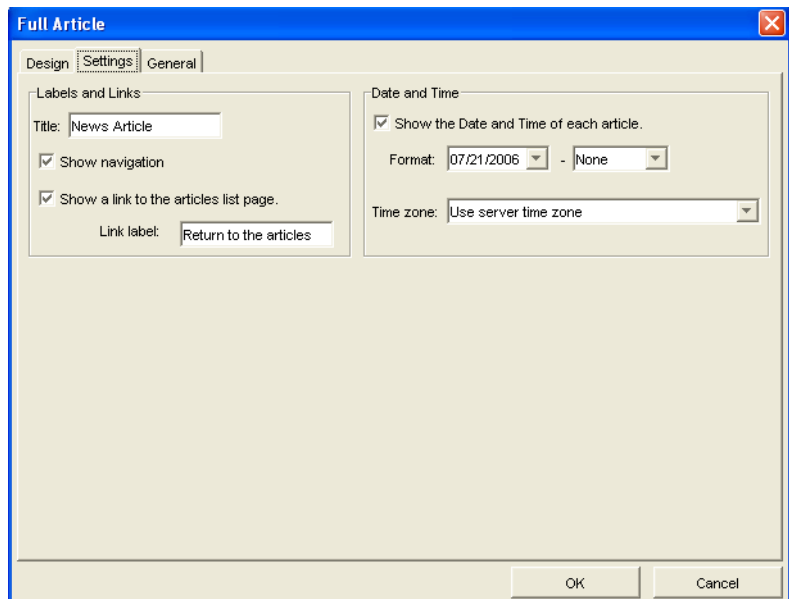 Full Article
Design Settings General
Labels and Links
Title: News Article
Show navigation
Show a link to the articles list page.
Link label: Return to the articles
Date and Time
Show the Date and Time of each article.
Format: 07/21/2006 - None
Time zone: Use server time zone
OK Cancel